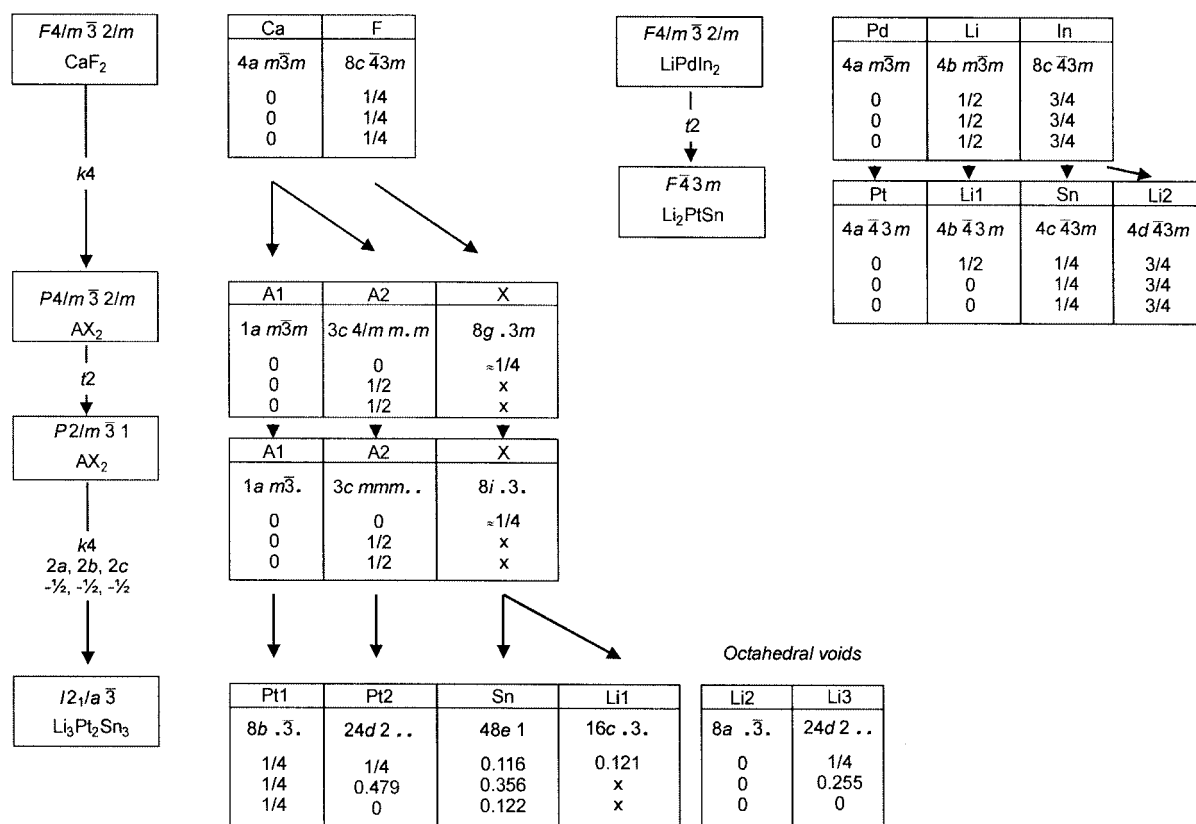 F4/m 3̅ 2/m
CaF₂
k4
P4/m 3̅ 2/m
AX₂
t2
P2/m 3̅ 1
AX₂
k4
2a, 2b, 2c
-½, -½, -½
I2₁/a 3̅
Li₃Pt₂Sn₃
Ca F
4a m3̅m 8c 4̅3m
0 1/4
0 1/4
0 1/4
A1 A2 X
1a m3̅m 3c 4/m m.m 8g .3m
0 0 ≈1/4
0 1/2 x
0 1/2 x
A1 A2 X
1a m3̅. 3c mmm.. 8i .3.
0 0 ≈1/4
0 1/2 x
0 1/2 x
Pt1 Pt2 Sn Li1
8b .3̅. 24d 2 .. 48e 1 16c .3.
1/4 1/4 0.116 0.121
1/4 0.479 0.356 x
1/4 0 0.122 x
Octahedral voids
Li2 Li3
8a .3̅. 24d 2 ..
0 1/4
0 0.255
0 0
F4/m 3̅ 2/m
LiPdIn₂
t2
F4̅ 3 m
Li₂PtSn
Pd Li In
4a m3̅m 4b m3̅m 8c 4̅3m
0 1/2 3/4
0 1/2 3/4
0 1/2 3/4
Pt Li1 Sn Li2
4a 4̅ 3 m 4b 4̅ 3 m 4c 4̅3m 4d 4̅3m
0 1/2 1/4 3/4
0 0 1/4 3/4
0 0 1/4 3/4